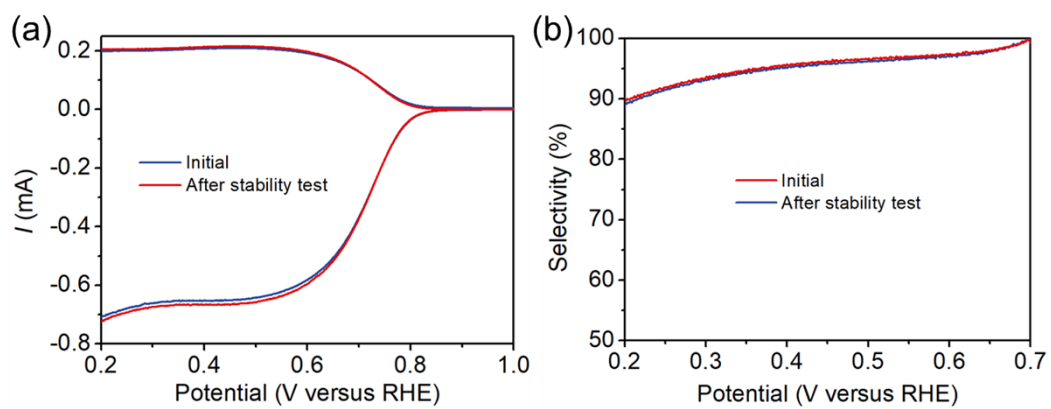 (a)
I (mA)
0.2
0.0
-0.2
-0.4
-0.6
-0.8
Initial
After stability test
0.2 0.4 0.6 0.8 1.0
Potential (V versus RHE)
(b)
Selectivity (%)
100
90
80
70
60
50
Initial
After stability test
0.2 0.3 0.4 0.5 0.6 0.7
Potential (V versus RHE)